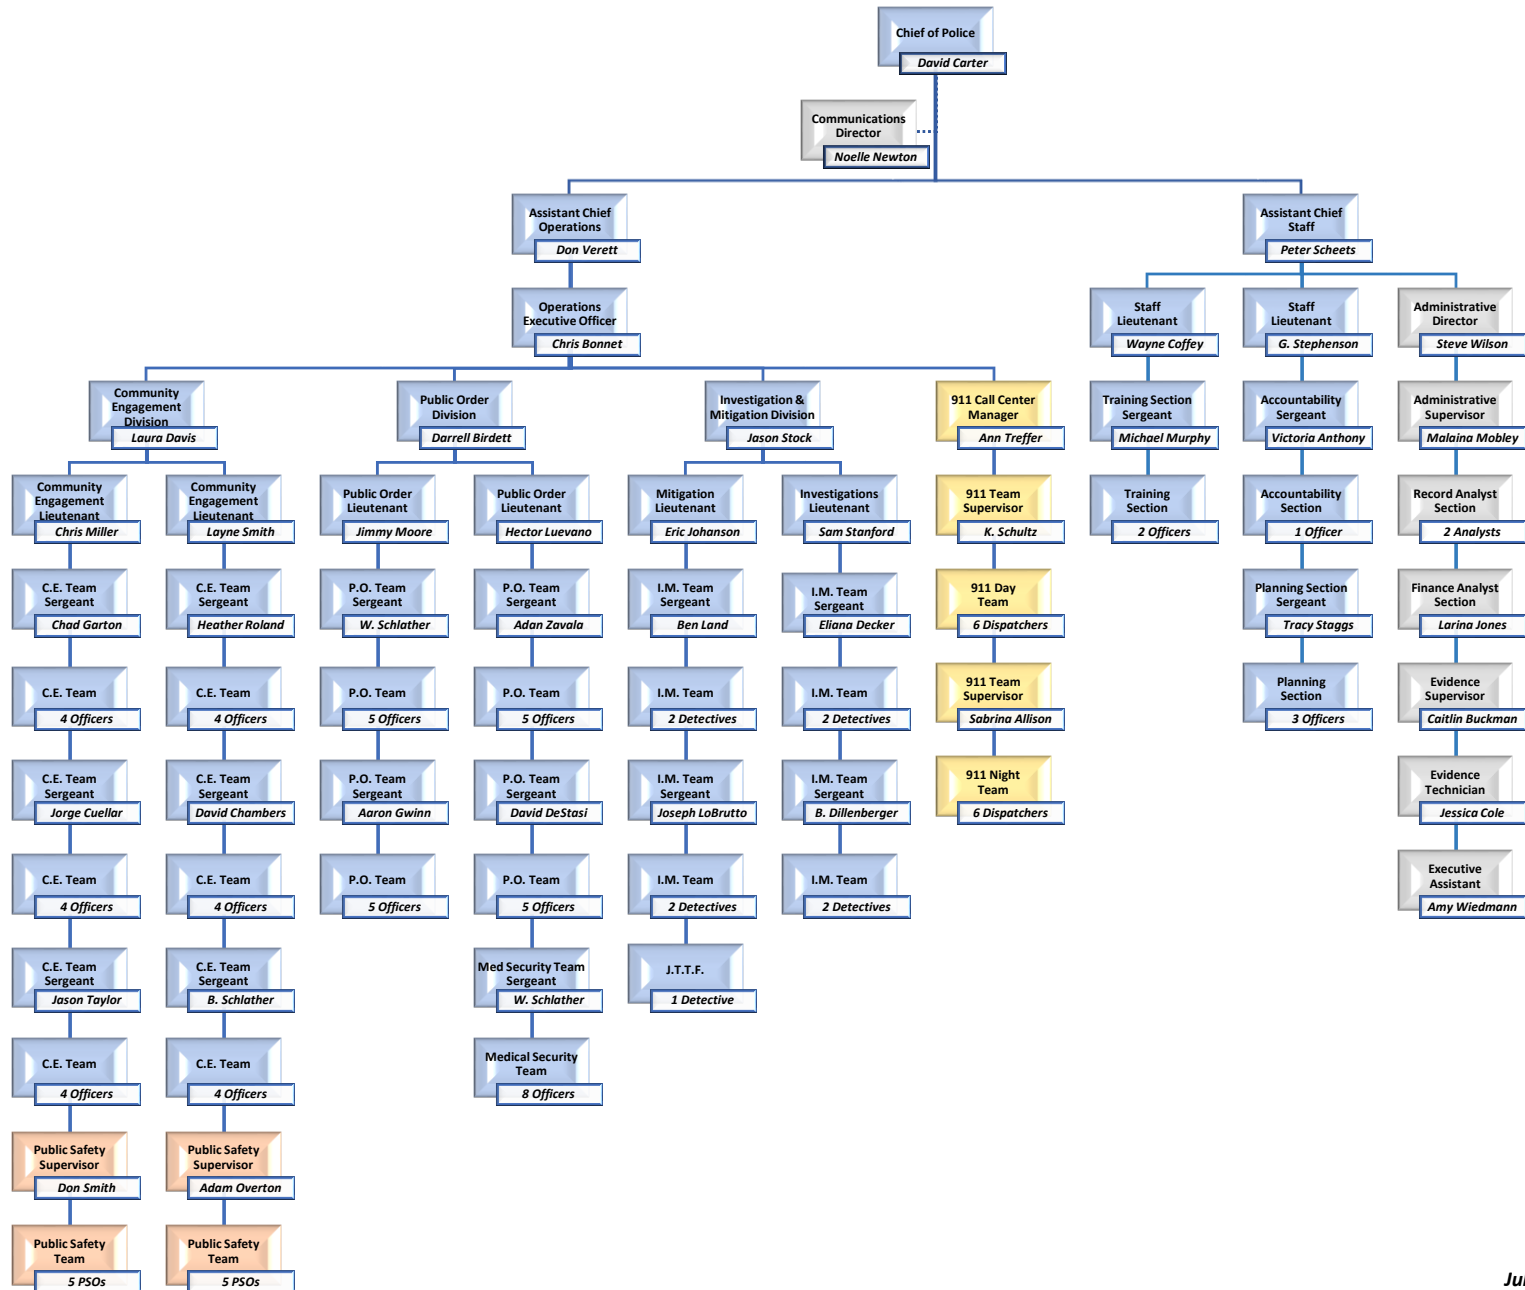 Chief of Police
David Carter
Communications
Director
Noelle Newton
Assistant Chief
Operations
Don Verett
Assistant Chief
Staff
Peter Scheets
Operations
Executive Officer
Chris Bonnet
Staff
Lieutenant
Wayne Coffey
Staff
Lieutenant
G. Stephenson
Administrative
Director
Steve Wilson
Community
Engagement
Division
Laura Davis
Public Order
Division
Darrell Birdett
Investigation &
Mitigation Division
Jason Stock
911 Call Center
Manager
Ann Treffer
Training Section
Sergeant
Michael Murphy
Accountability
Sergeant
Victoria Anthony
Administrative
Supervisor
Malaina Mobley
Community
Engagement
Lieutenant
Chris Miller
Community
Engagement
Lieutenant
Layne Smith
Public Order
Lieutenant
Jimmy Moore
Public Order
Lieutenant
Hector Luevano
Mitigation
Lieutenant
Eric Johanson
Investigations
Lieutenant
Sam Stanford
911 Team
Supervisor
K. Schultz
Training
Section
2 Officers
Accountability
Section
1 Officer
Record Analyst
Section
2 Analysts
C.E. Team
Sergeant
Chad Garton
C.E. Team
Sergeant
Heather Roland
P.O. Team
Sergeant
W. Schlather
P.O. Team
Sergeant
Adan Zavala
I.M. Team
Sergeant
Ben Land
I.M. Team
Sergeant
Eliana Decker
911 Day
Team
6 Dispatchers
Planning Section
Sergeant
Tracy Staggs
Finance Analyst
Section
Larina Jones
C.E. Team
4 Officers
C.E. Team
4 Officers
P.O. Team
5 Officers
P.O. Team
5 Officers
I.M. Team
2 Detectives
I.M. Team
2 Detectives
911 Team
Supervisor
Sabrina Allison
Planning
Section
3 Officers
Evidence
Supervisor
Caitlin Buckman
C.E. Team
Sergeant
Jorge Cuellar
C.E. Team
Sergeant
David Chambers
P.O. Team
Sergeant
Aaron Gwinn
P.O. Team
Sergeant
David DeStasi
I.M. Team
Sergeant
Joseph LoBrutto
I.M. Team
Sergeant
B. Dillenberger
911 Night
Team
6 Dispatchers
Evidence
Technician
Jessica Cole
C.E. Team
4 Officers
C.E. Team
4 Officers
P.O. Team
5 Officers
P.O. Team
5 Officers
I.M. Team
2 Detectives
I.M. Team
2 Detectives
Executive
Assistant
Amy Wiedmann
C.E. Team
Sergeant
Jason Taylor
C.E. Team
Sergeant
B. Schlather
Med Security Team
Sergeant
W. Schlather
J.T.T.F.
1 Detective
C.E. Team
4 Officers
C.E. Team
4 Officers
Medical Security
Team
8 Officers
Public Safety
Supervisor
Don Smith
Public Safety
Supervisor
Adam Overton
Public Safety
Team
5 PSOs
Public Safety
Team
5 PSOs